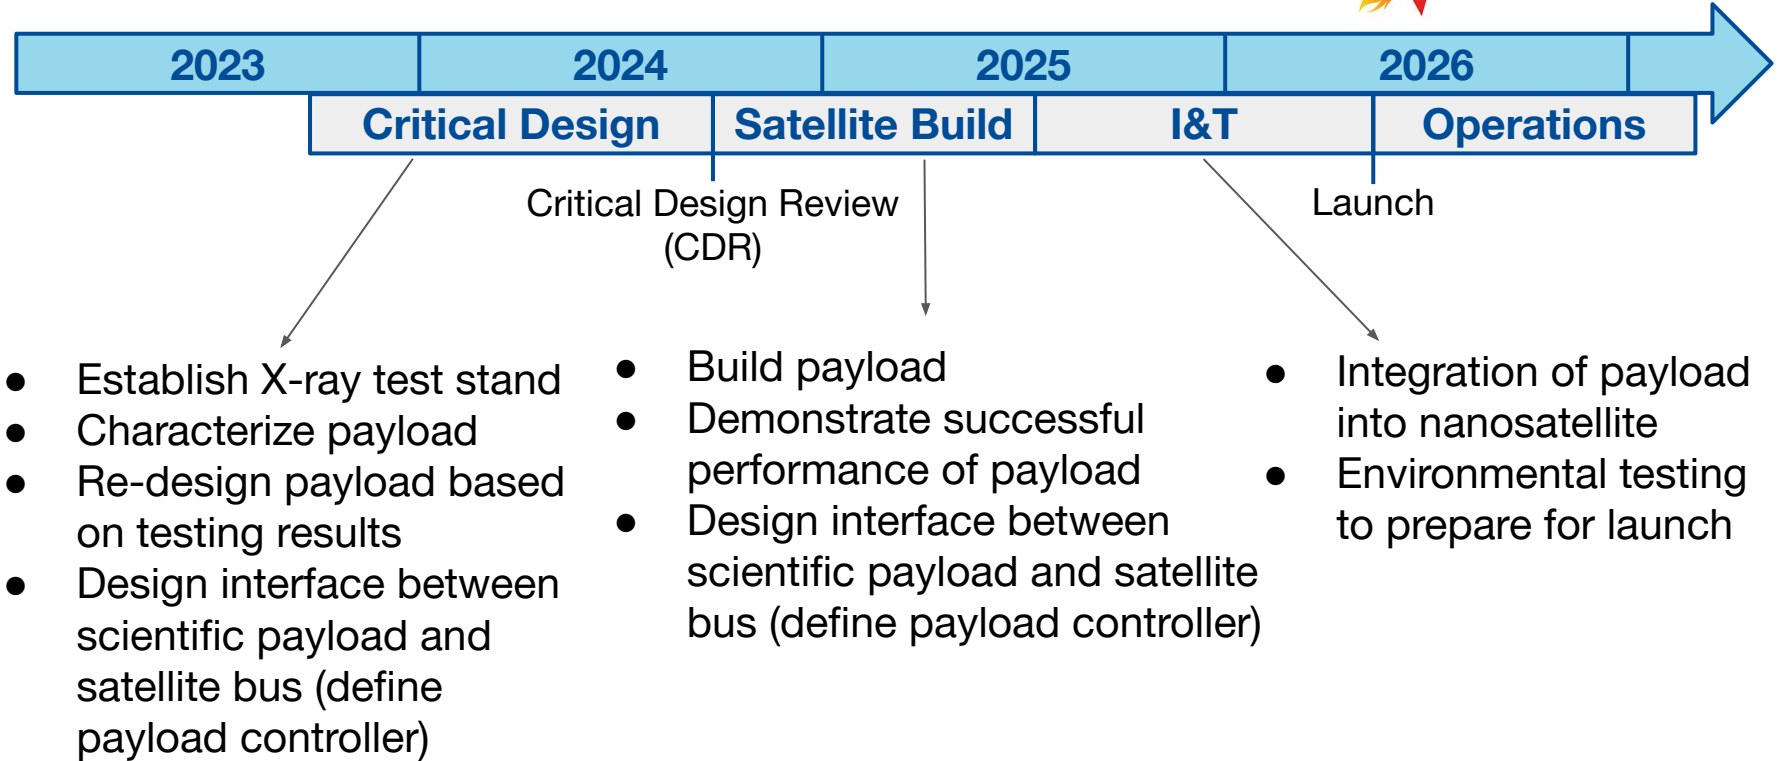 2023 2024 2025 2026
Critical Design Satellite Build I&T Operations
Critical Design Review
(CDR)
Launch
● Establish X-ray test stand
● Characterize payload
● Re-design payload based
on testing results
● Design interface between
scientific payload and
satellite bus (define
payload controller)
● Build payload
● Demonstrate successful
performance of payload
● Design interface between
scientific payload and satellite
bus (define payload controller)
● Integration of payload
into nanosatellite
● Environmental testing
to prepare for launch